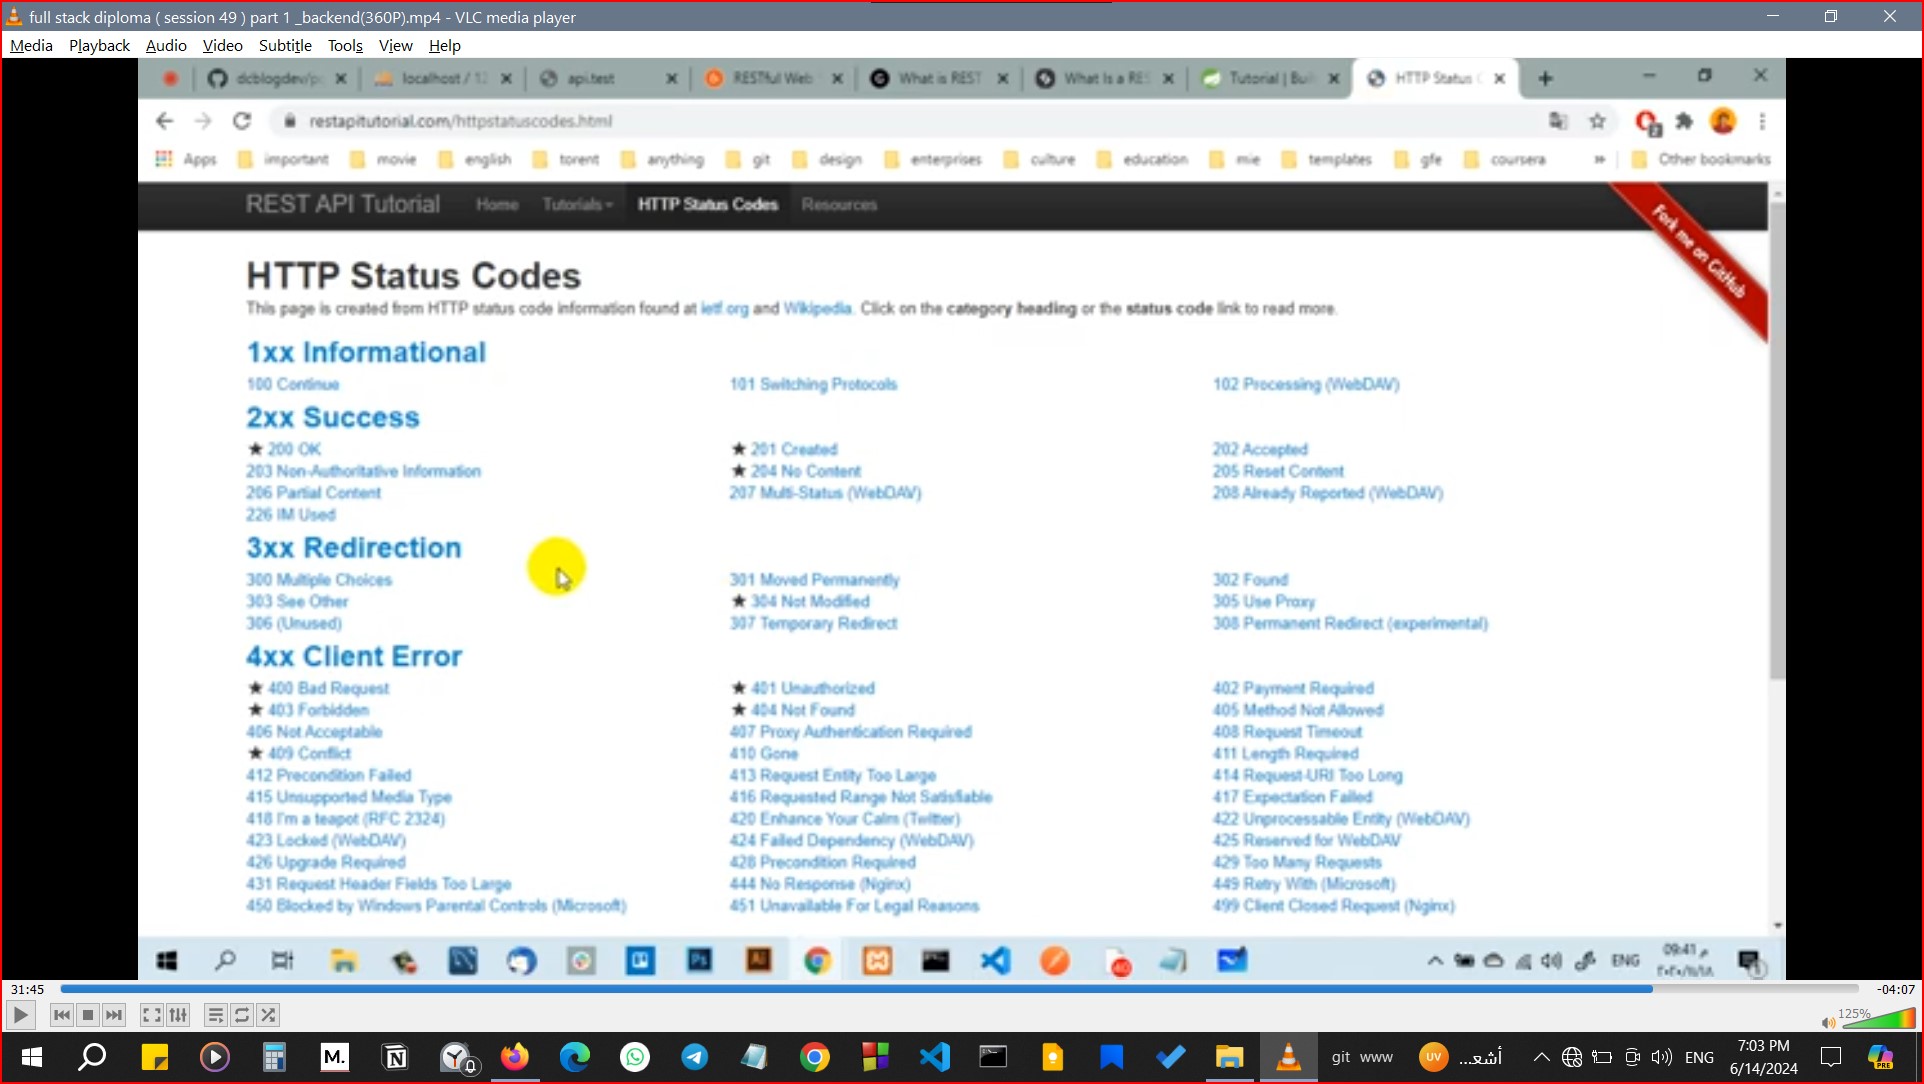 full stack diploma ( session 49 ) part 1 _backend(360P).mp4 - VLC media player
Media Playback Audio Video Subtitle Tools View Help
dcblogdev/p localhost / 12 api.test RESTful Web What is REST What Is a RES Tutorial | Buil HTTP Status C
restapitutorial.com/httpstatuscodes.html
Apps important movie english torent anything git design enterprises culture education mie templates gfe coursera » Other bookmarks
REST API Tutorial Home Tutorials HTTP Status Codes Resources
Fork me on GitHub
HTTP Status Codes
This page is created from HTTP status code information found at ietf.org and Wikipedia. Click on the category heading or the status code link to read more.
1xx Informational
100 Continue 101 Switching Protocols 102 Processing (WebDAV)
2xx Success
★ 200 OK ★ 201 Created 202 Accepted
203 Non-Authoritative Information ★ 204 No Content 205 Reset Content
206 Partial Content 207 Multi-Status (WebDAV) 208 Already Reported (WebDAV)
226 IM Used
3xx Redirection
300 Multiple Choices 301 Moved Permanently 302 Found
303 See Other ★ 304 Not Modified 305 Use Proxy
306 (Unused) 307 Temporary Redirect 308 Permanent Redirect (experimental)
4xx Client Error
★ 400 Bad Request ★ 401 Unauthorized 402 Payment Required
★ 403 Forbidden ★ 404 Not Found 405 Method Not Allowed
406 Not Acceptable 407 Proxy Authentication Required 408 Request Timeout
★ 409 Conflict 410 Gone 411 Length Required
412 Precondition Failed 413 Request Entity Too Large 414 Request-URI Too Long
415 Unsupported Media Type 416 Requested Range Not Satisfiable 417 Expectation Failed
418 I'm a teapot (RFC 2324) 420 Enhance Your Calm (Twitter) 422 Unprocessable Entity (WebDAV)
423 Locked (WebDAV) 424 Failed Dependency (WebDAV) 425 Reserved for WebDAV
426 Upgrade Required 428 Precondition Required 429 Too Many Requests
431 Request Header Fields Too Large 444 No Response (Nginx) 449 Retry With (Microsoft)
450 Blocked by Windows Parental Controls (Microsoft) 451 Unavailable For Legal Reasons 499 Client Closed Request (Nginx)
Ps Ai ENG 09:41 م
31:45 -04:07
125%
M. git www UV أشع... ENG 7:03 PM
6/14/2024
PRE